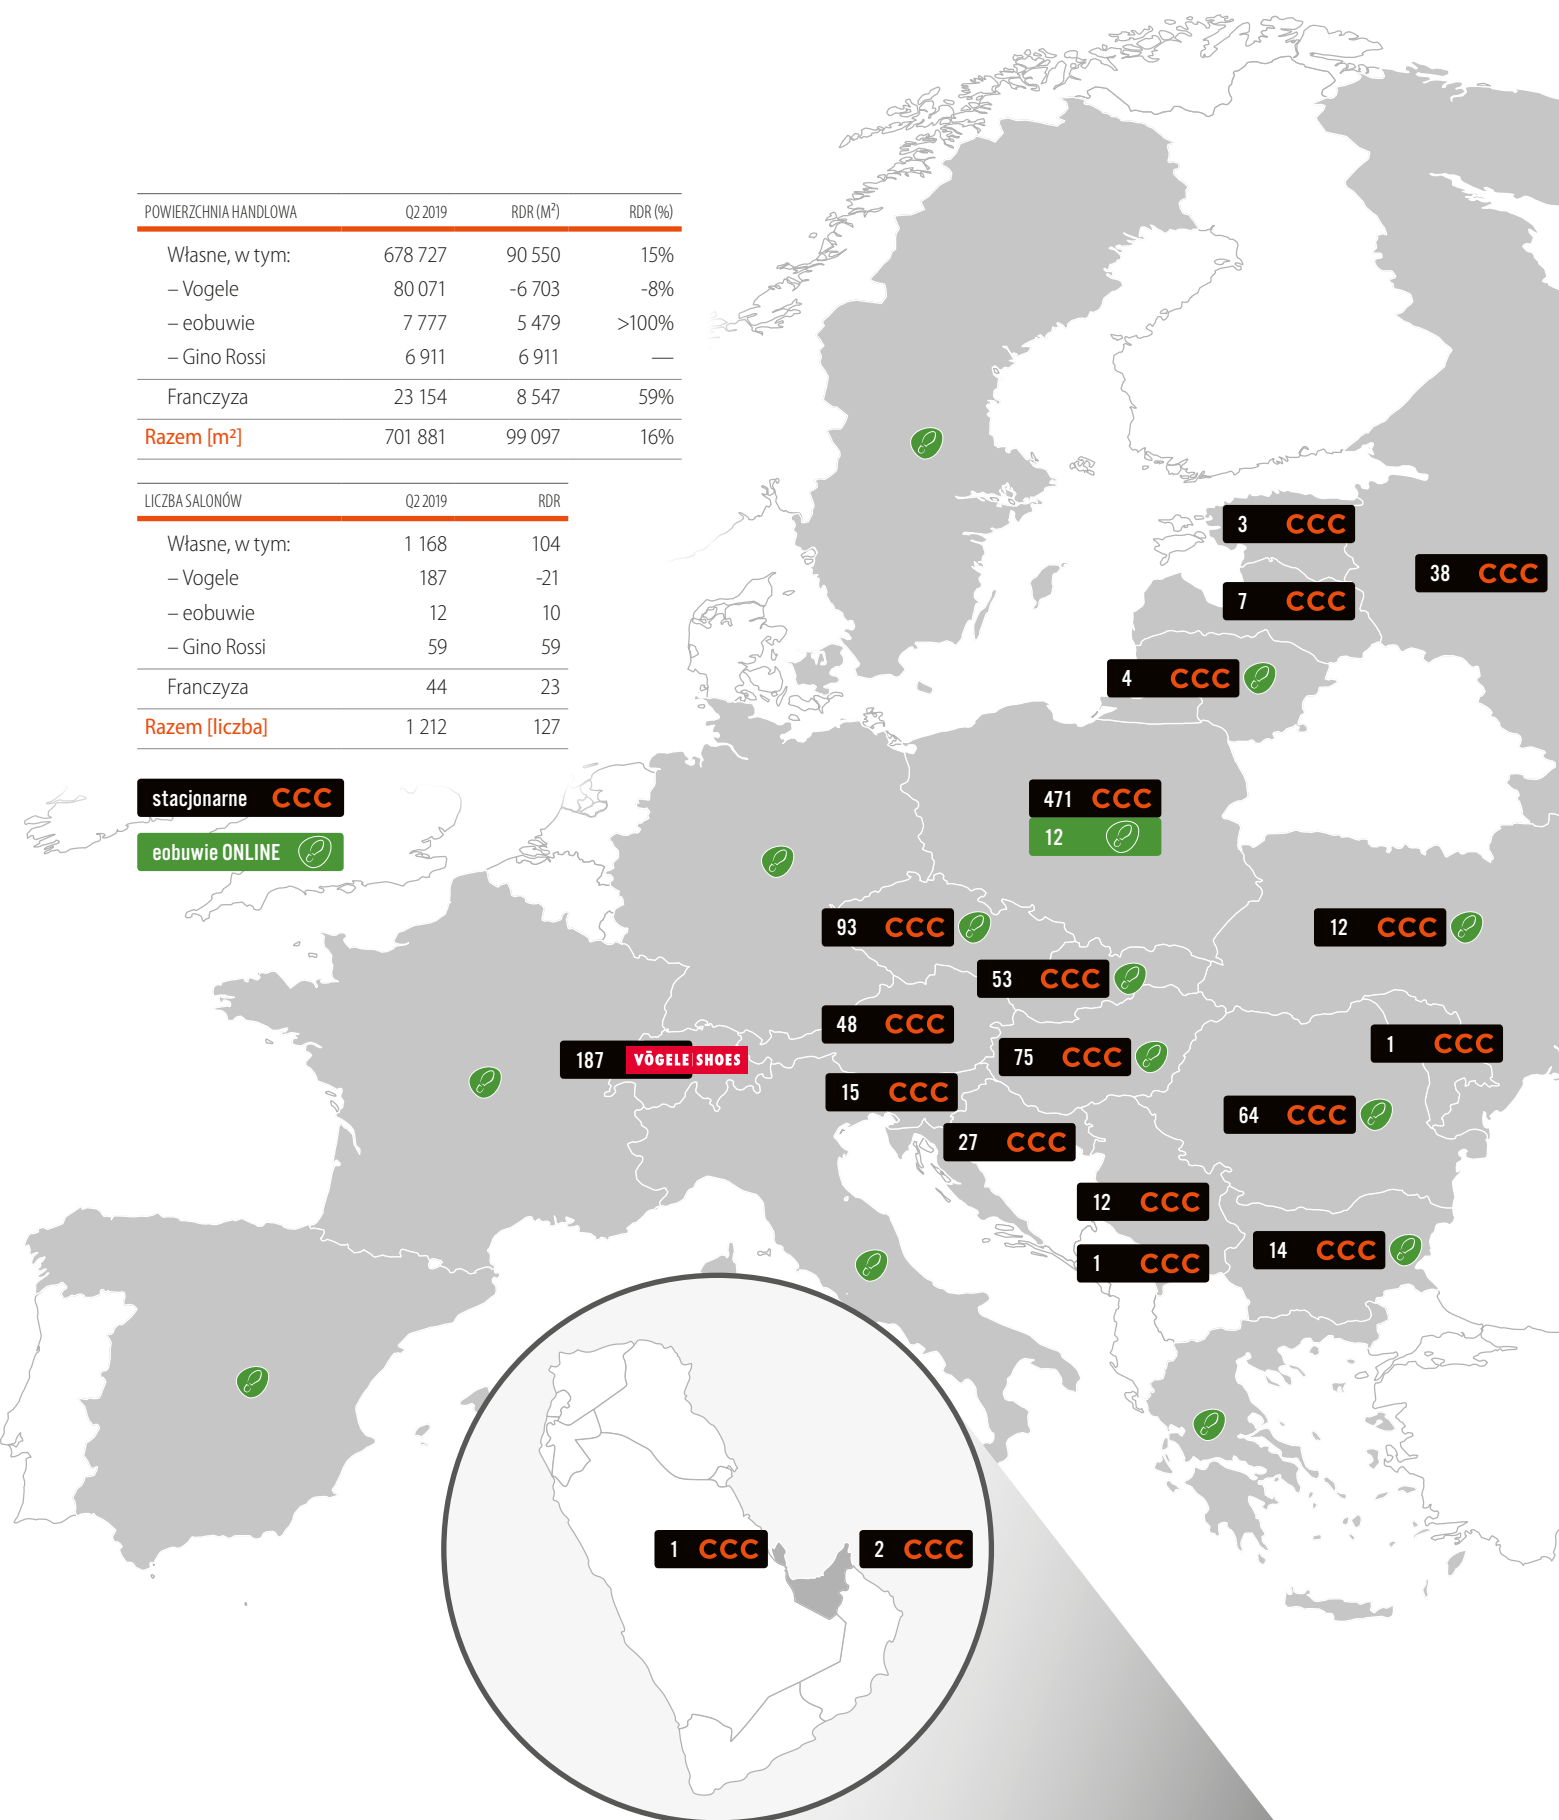 POWIERZCHNIA HANDLOWA Q2 2019 RDR (M²) RDR (%)
Własne, w tym: 678 727 90 550 15%
– Vogele 80 071 -6 703 -8%
– eobuwie 7 777 5 479 >100%
– Gino Rossi 6 911 6 911 —
Franczyza 23 154 8 547 59%
Razem [m²] 701 881 99 097 16%
LICZBA SALONÓW Q2 2019 RDR
Własne, w tym: 1 168 104
– Vogele 187 -21
– eobuwie 12 10
– Gino Rossi 59 59
Franczyza 44 23
Razem [liczba] 1 212 127
stacjonarne CCC
eobuwie ONLINE
3 CCC
38 CCC
7 CCC
4 CCC
471 CCC
12
93 CCC
12 CCC
53 CCC
48 CCC
1 CCC
187 VÖGELE SHOES
75 CCC
15 CCC
64 CCC
27 CCC
12 CCC
14 CCC
1 CCC
1 CCC
2 CCC